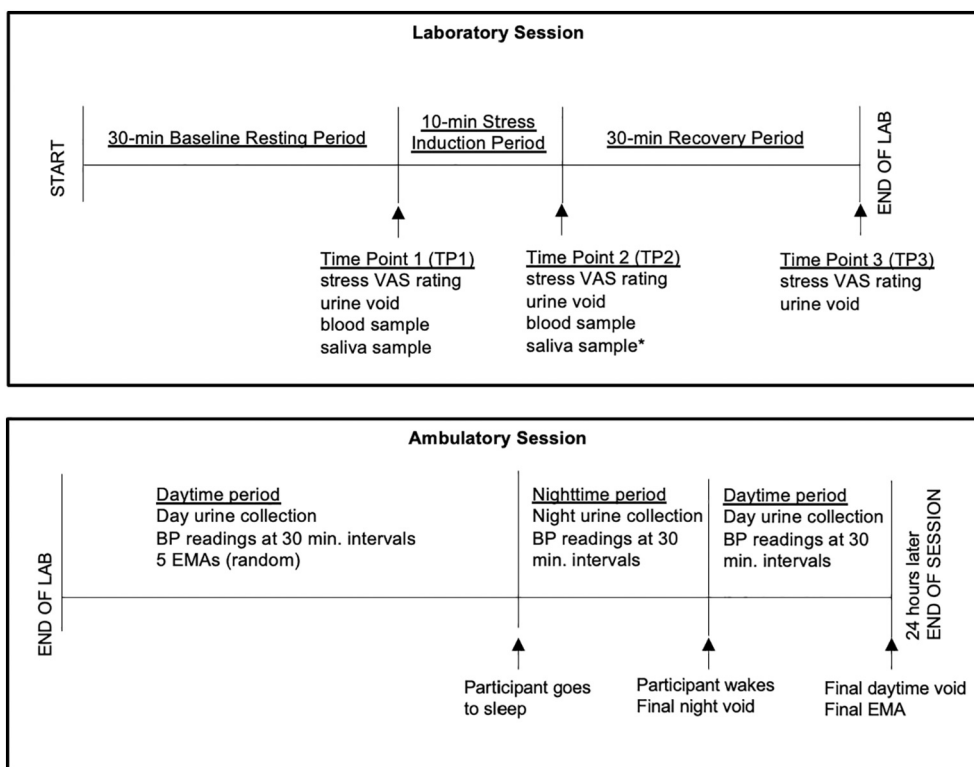 Laboratory Session
START
30-min Baseline Resting Period
10-min Stress
Induction Period
30-min Recovery Period
END OF LAB
Time Point 1 (TP1)
stress VAS rating
urine void
blood sample
saliva sample
Time Point 2 (TP2)
stress VAS rating
urine void
blood sample
saliva sample*
Time Point 3 (TP3)
stress VAS rating
urine void
Ambulatory Session
END OF LAB
Daytime period
Day urine collection
BP readings at 30 min. intervals
5 EMAs (random)
Nighttime period
Night urine collection
BP readings at 30
min. intervals
Daytime period
Day urine collection
BP readings at 30
min. intervals
24 hours later
END OF SESSION
Participant goes
to sleep
Participant wakes
Final night void
Final daytime void
Final EMA